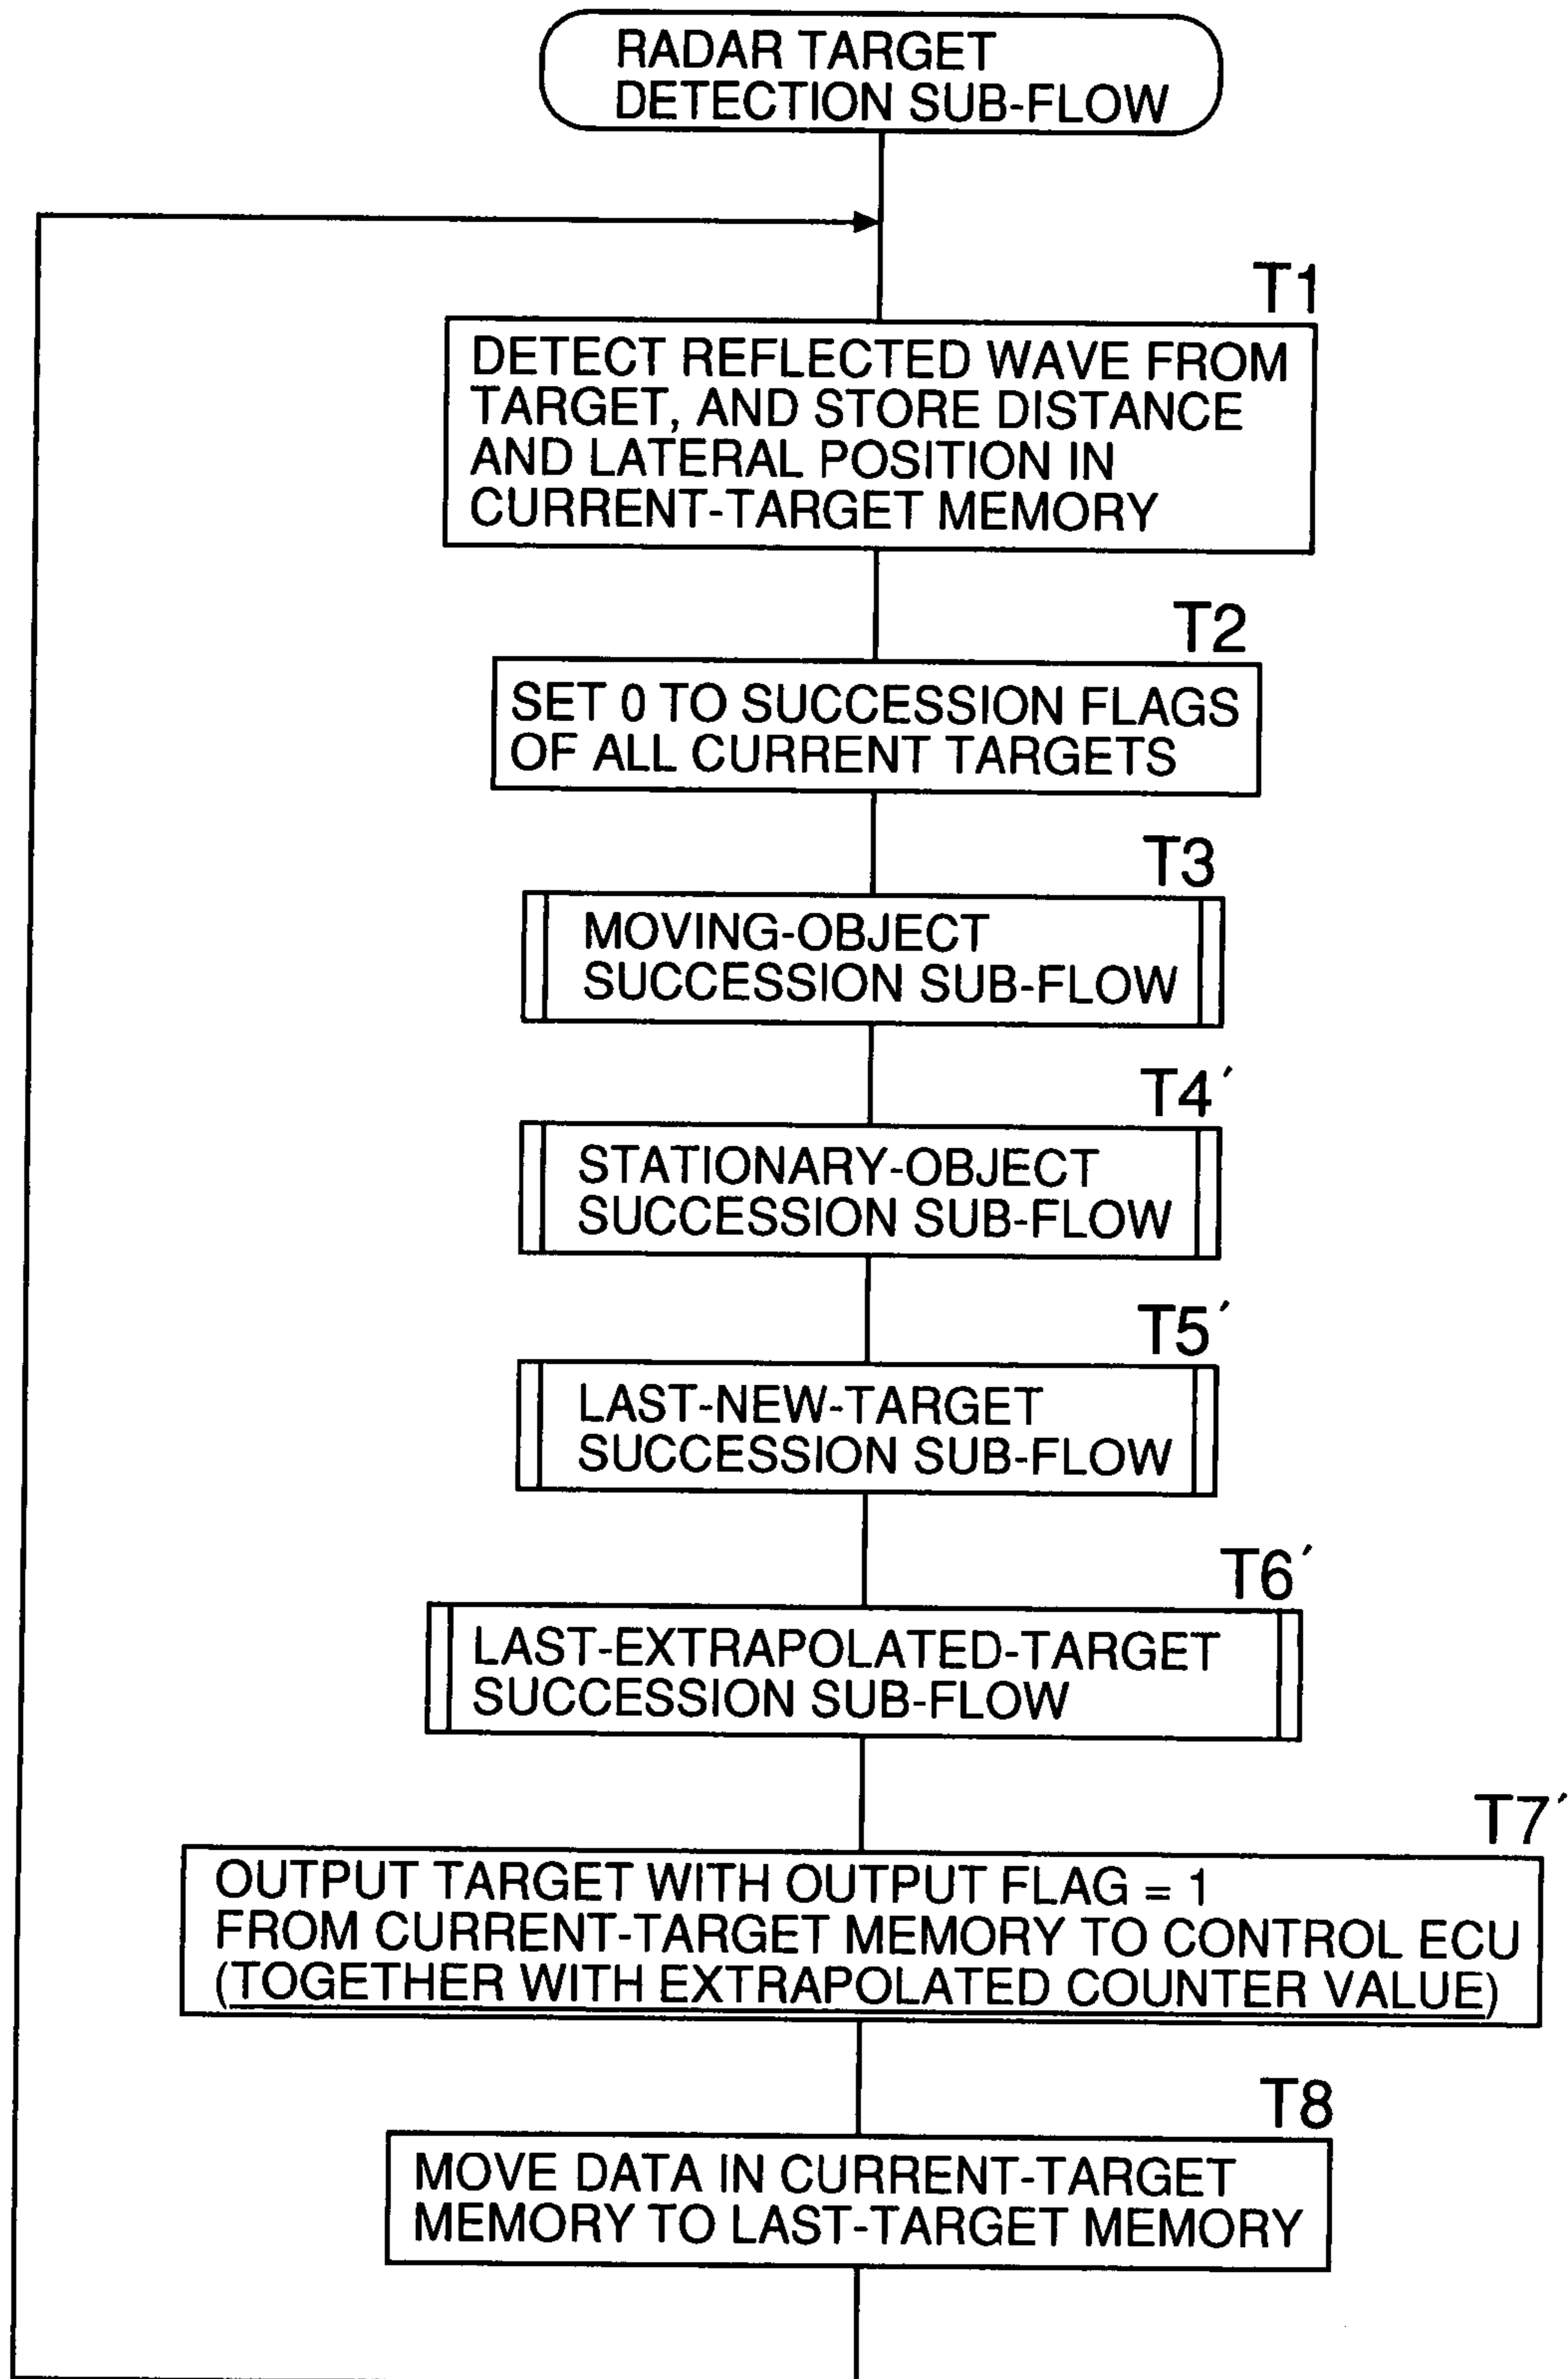 RADAR TARGET
DETECTION SUB-FLOW
T1
DETECT REFLECTED WAVE FROM
TARGET, AND STORE DISTANCE
AND LATERAL POSITION IN
CURRENT-TARGET MEMORY
T2
SET 0 TO SUCCESSION FLAGS
OF ALL CURRENT TARGETS
T3
MOVING-OBJECT
SUCCESSION SUB-FLOW
T4´
STATIONARY-OBJECT
SUCCESSION SUB-FLOW
T5´
LAST-NEW-TARGET
SUCCESSION SUB-FLOW
T6´
LAST-EXTRAPOLATED-TARGET
SUCCESSION SUB-FLOW
T7´
OUTPUT TARGET WITH OUTPUT FLAG = 1
FROM CURRENT-TARGET MEMORY TO CONTROL ECU
(TOGETHER WITH EXTRAPOLATED COUNTER VALUE)
T8
MOVE DATA IN CURRENT-TARGET
MEMORY TO LAST-TARGET MEMORY